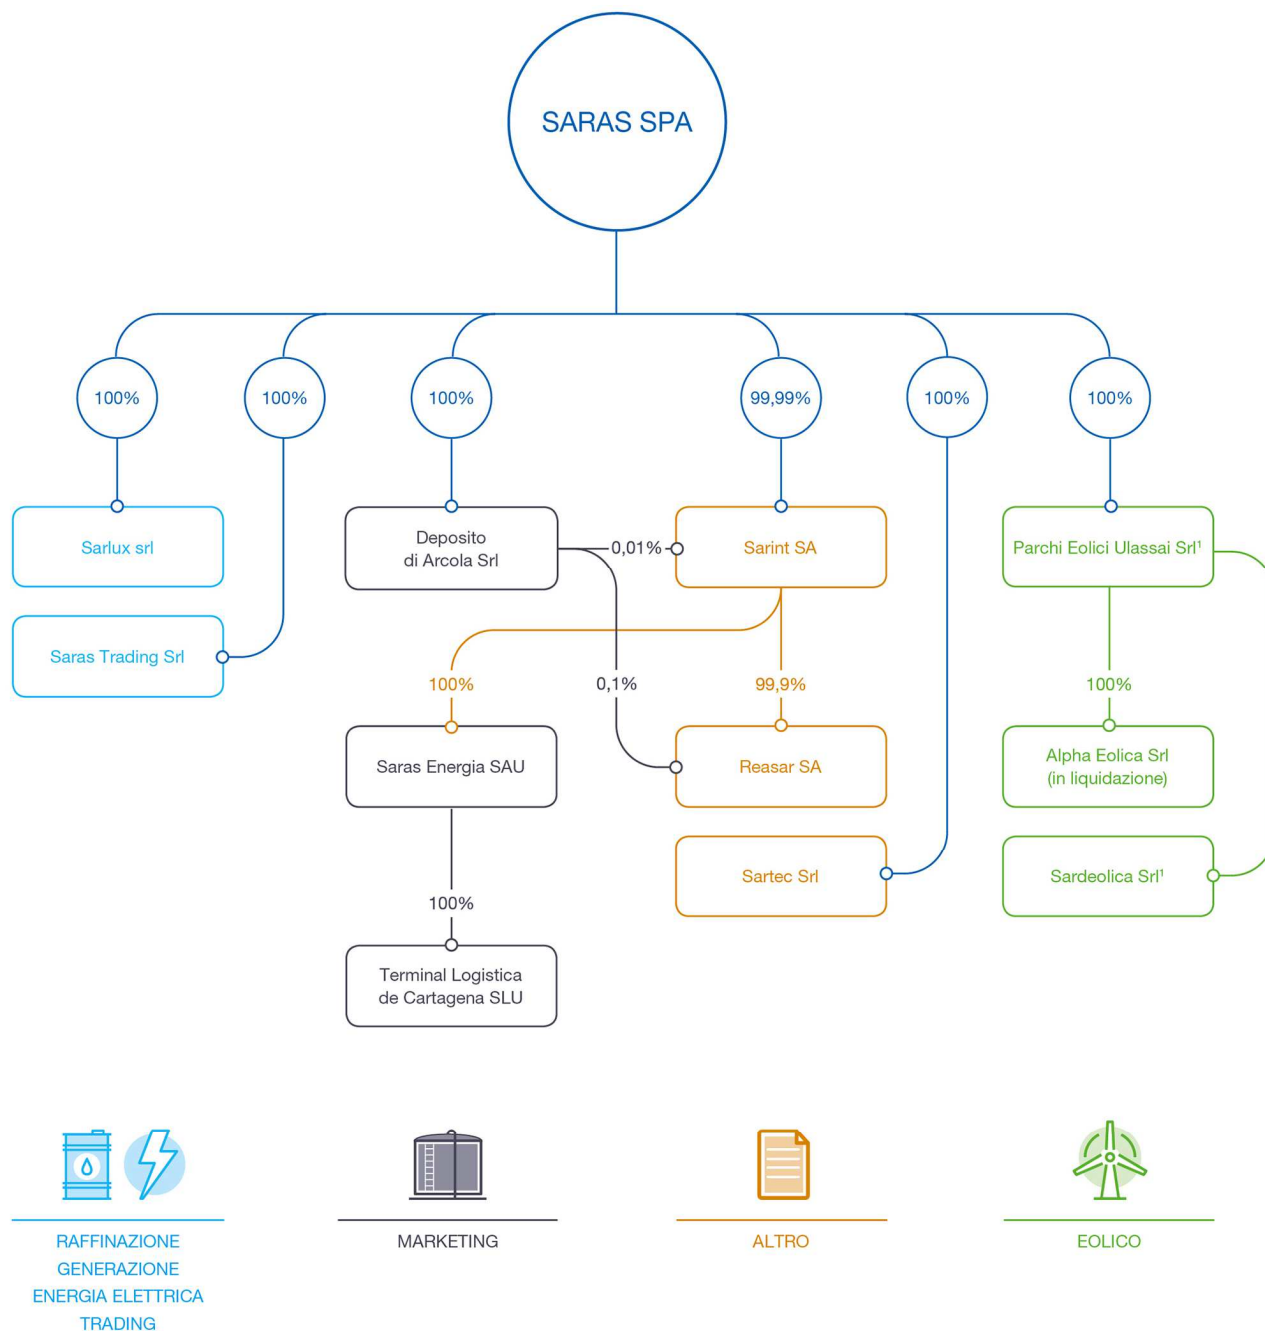 SARAS SPA
100%
100%
100%
99,99%
100%
100%
Sarlux srl
Deposito
di Arcola Srl
0,01%
Sarint SA
Parchi Eolici Ulassai Srl¹
Saras Trading Srl
100%
0,1%
99,9%
100%
Saras Energia SAU
Reasar SA
Alpha Eolica Srl
(in liquidazione)
Sartec Srl
Sardeolica Srl¹
100%
Terminal Logistica
de Cartagena SLU
RAFFINAZIONE
GENERAZIONE
ENERGIA ELETTRICA
TRADING
MARKETING
ALTRO
EOLICO